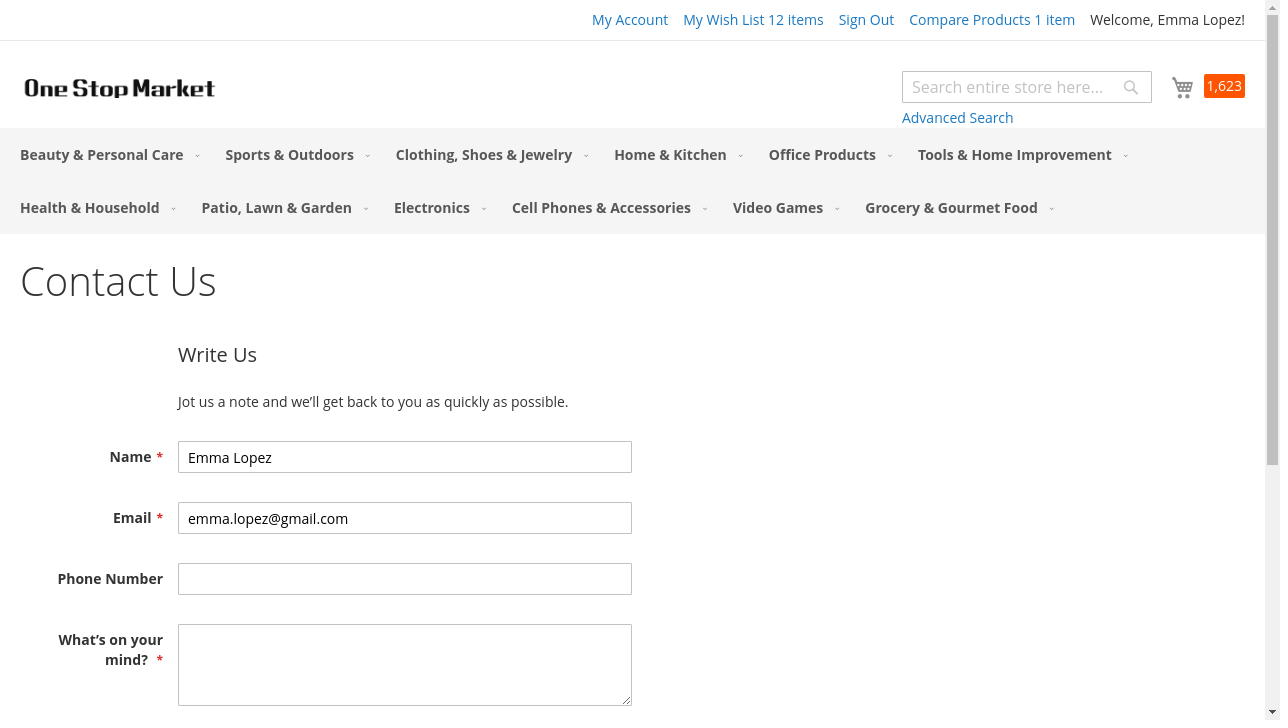 My Account My Wish List 12 items Sign Out Compare Products 1 item Welcome, Emma Lopez!
One Stop Market
Search entire store here...
1,623
Advanced Search
Beauty & Personal Care Sports & Outdoors Clothing, Shoes & Jewelry Home & Kitchen Office Products Tools & Home Improvement
Health & Household Patio, Lawn & Garden Electronics Cell Phones & Accessories Video Games Grocery & Gourmet Food
Contact Us
Write Us
Jot us a note and we’ll get back to you as quickly as possible.
Name * Emma Lopez
Email * emma.lopez@gmail.com
Phone Number
What’s on your
mind? *